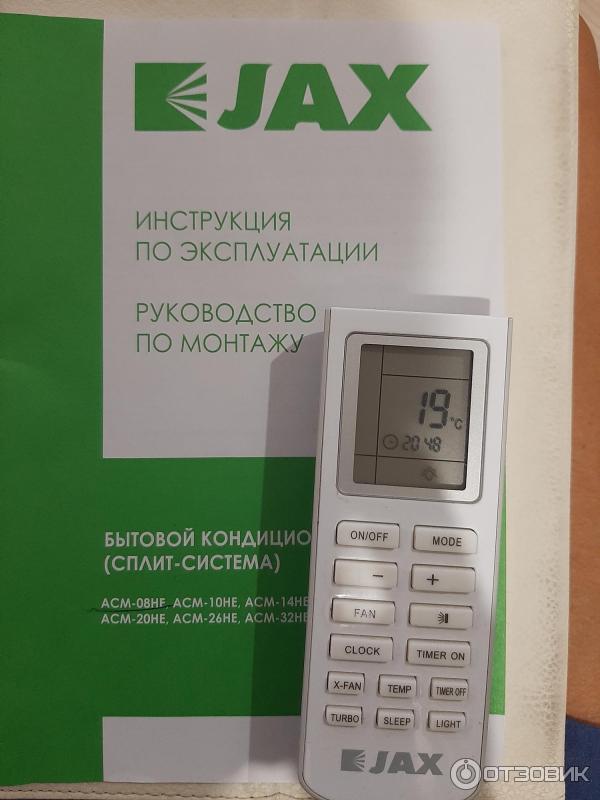 JAX
ИНСТРУКЦИЯ
ПО ЭКСПЛУАТАЦИИ
РУКОВОДСТВО
ПО МОНТАЖУ
БЫТОВОЙ КОНДИЦИО
(СПЛИТ-СИСТЕМА)
ACM-08HE, ACM-10HE, ACM-14HE
ACM-20HE, ACM-26HE, ACM-32HE
19 °C
20 48
ON/OFF MODE
- +
FAN
CLOCK TIMER ON
X-FAN TEMP TIMER OFF
TURBO SLEEP LIGHT
JAX
ОТЗОВИК